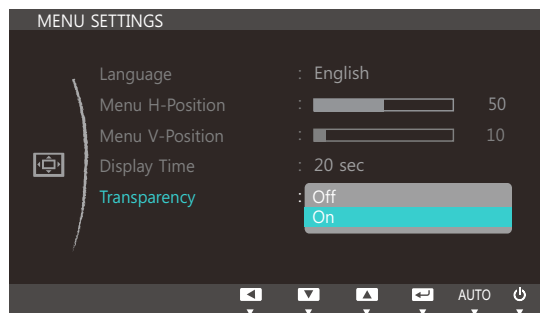 MENU SETTINGS
Language : English
Menu H-Position : 50
Menu V-Position : 10
Display Time : 20 sec
Transparency : Off
On
AUTO